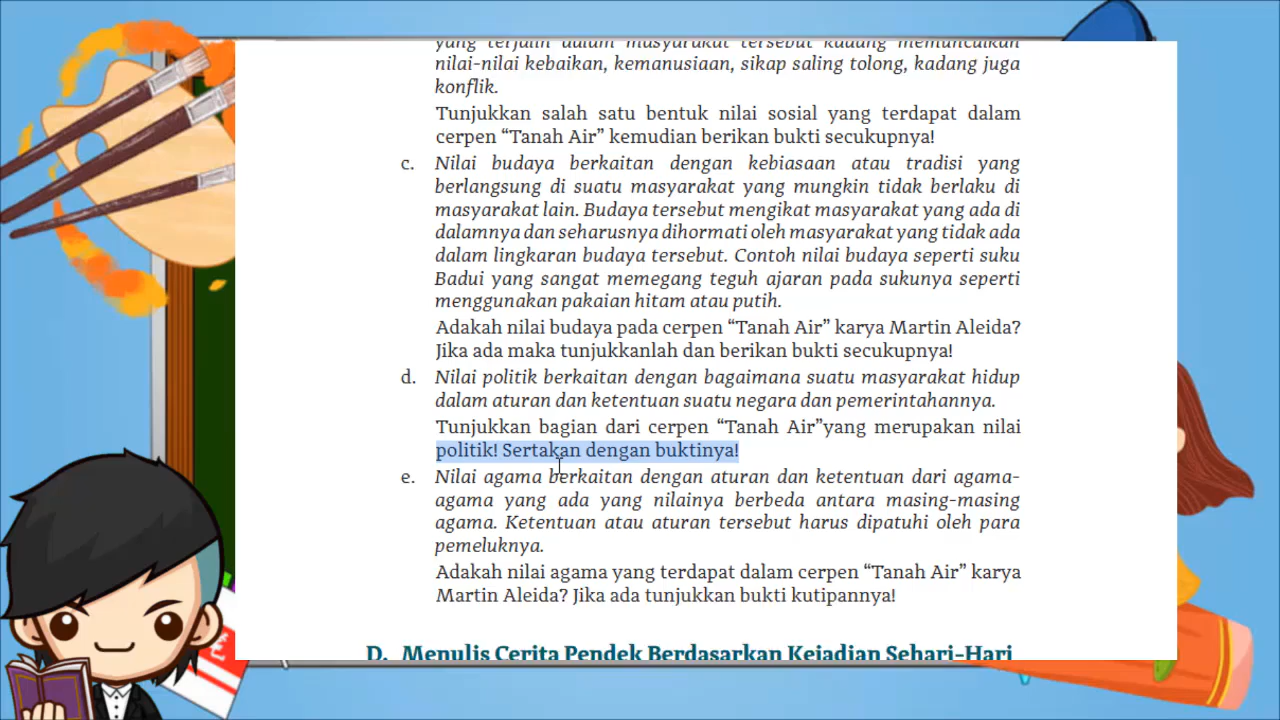 yang terjalin dalam masyarakat tersebut kadang memunculkan
nilai-nilai kebaikan, kemanusiaan, sikap saling tolong, kadang juga
konflik.
Tunjukkan salah satu bentuk nilai sosial yang terdapat dalam
cerpen “Tanah Air” kemudian berikan bukti secukupnya!
c. Nilai budaya berkaitan dengan kebiasaan atau tradisi yang
berlangsung di suatu masyarakat yang mungkin tidak berlaku di
masyarakat lain. Budaya tersebut mengikat masyarakat yang ada di
dalamnya dan seharusnya dihormati oleh masyarakat yang tidak ada
dalam lingkaran budaya tersebut. Contoh nilai budaya seperti suku
Badui yang sangat memegang teguh ajaran pada sukunya seperti
menggunakan pakaian hitam atau putih.
Adakah nilai budaya pada cerpen “Tanah Air” karya Martin Aleida?
Jika ada maka tunjukkanlah dan berikan bukti secukupnya!
d. Nilai politik berkaitan dengan bagaimana suatu masyarakat hidup
dalam aturan dan ketentuan suatu negara dan pemerintahannya.
Tunjukkan bagian dari cerpen “Tanah Air”yang merupakan nilai
politik! Sertakan dengan buktinya!
e. Nilai agama berkaitan dengan aturan dan ketentuan dari agama-
agama yang ada yang nilainya berbeda antara masing-masing
agama. Ketentuan atau aturan tersebut harus dipatuhi oleh para
pemeluknya.
Adakah nilai agama yang terdapat dalam cerpen “Tanah Air” karya
Martin Aleida? Jika ada tunjukkan bukti kutipannya!
D. Menulis Cerita Pendek Berdasarkan Kejadian Sehari-Hari